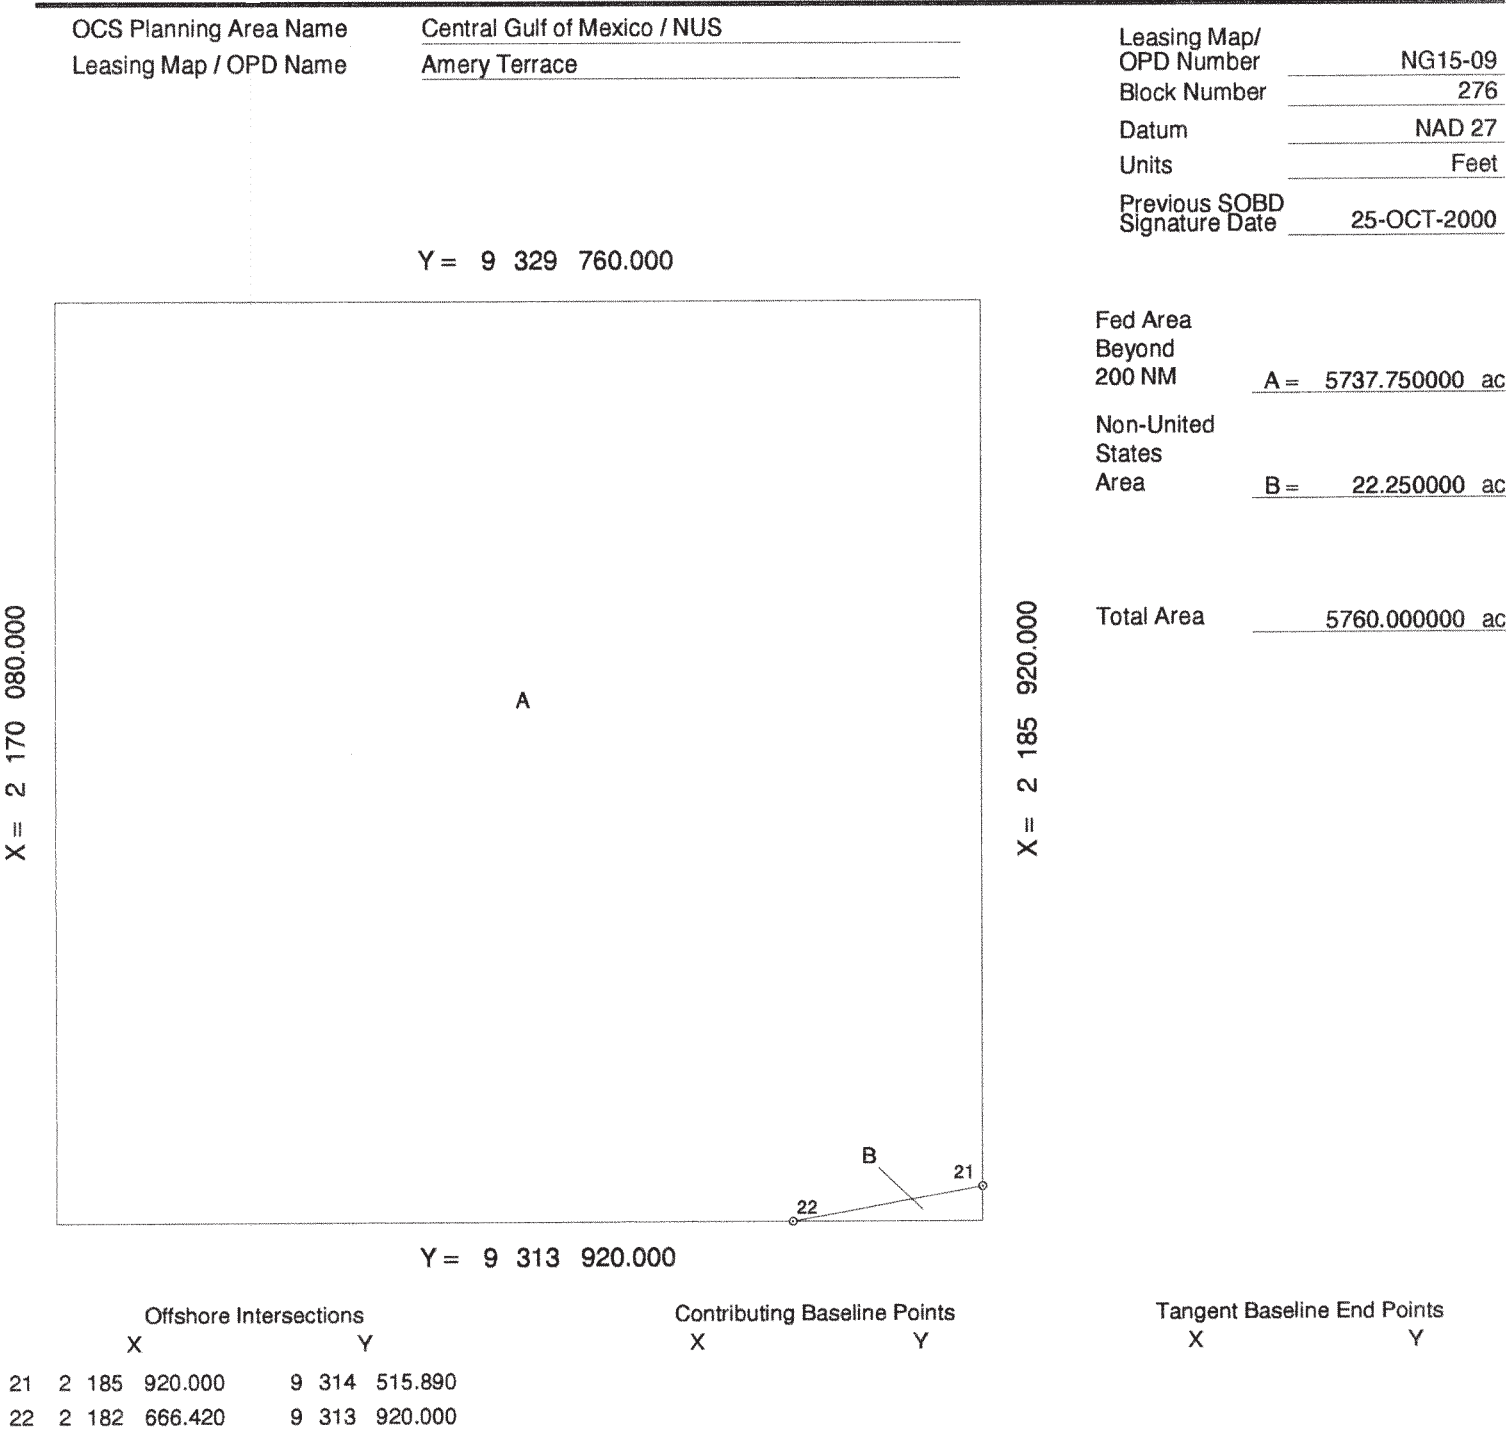 OCS Planning Area Name Central Gulf of Mexico / NUS
Leasing Map / OPD Name Amery Terrace
Leasing Map/
OPD Number NG15-09
Block Number 276
Datum NAD 27
Units Feet
Previous SOBD
Signature Date 25-OCT-2000
Y = 9 329 760.000
Fed Area
Beyond
200 NM A = 5737.750000 ac
Non-United
States
Area B = 22.250000 ac
Total Area 5760.000000 ac
X = 2 170 080.000
X = 2 185 920.000
A
B
21
22
Y = 9 313 920.000
Offshore Intersections Contributing Baseline Points Tangent Baseline End Points
X Y X Y X Y
21 2 185 920.000 9 314 515.890
22 2 182 666.420 9 313 920.000